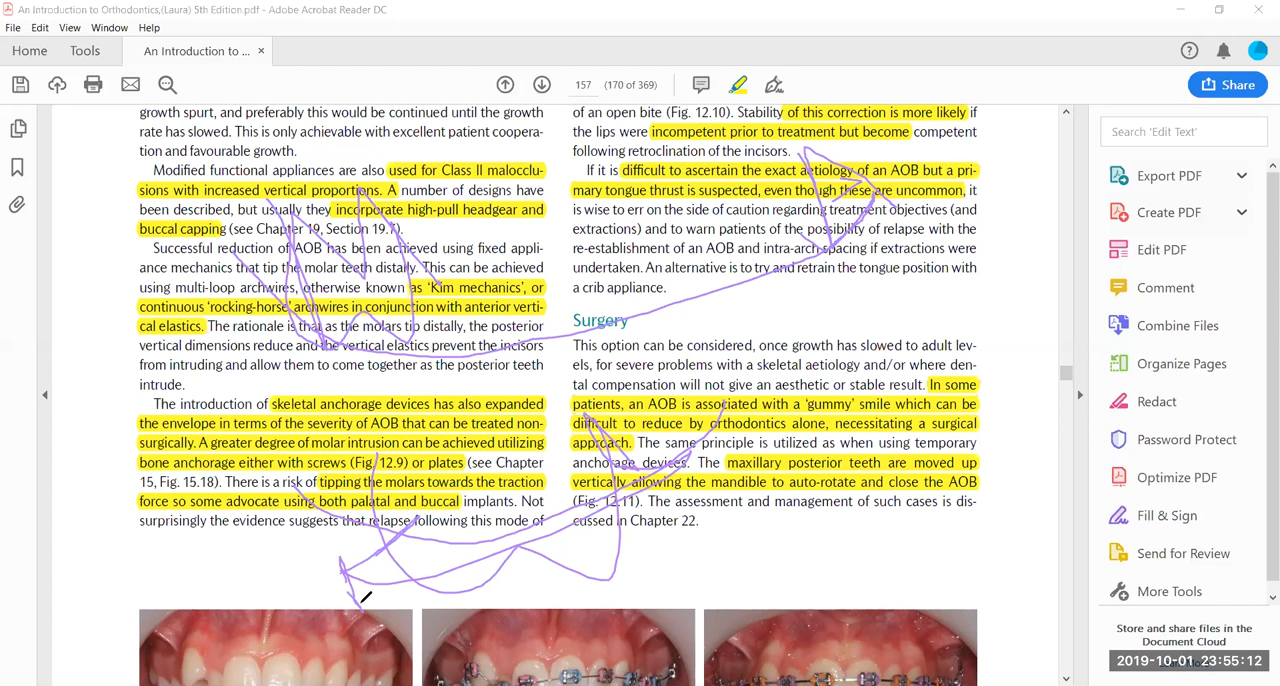 An Introduction to Orthodontics,(Laura) 5th Edition.pdf - Adobe Acrobat Reader DC
File Edit View Window Help
Home Tools An Introduction to ... ×
157 (170 of 369)
Share
growth spurt, and preferably this would be continued until the growth
rate has slowed. This is only achievable with excellent patient coopera-
tion and favourable growth.
Modified functional appliances are also used for Class II malocclu-
sions with increased vertical proportions. A number of designs have
been described, but usually they incorporate high-pull headgear and
buccal capping (see Chapter 19, Section 19.7).
Successful reduction of AOB has been achieved using fixed appli-
ance mechanics that tip the molar teeth distally. This can be achieved
using multi-loop archwires, otherwise known as ‘Kim mechanics’, or
continuous ‘rocking-horse’ archwires in conjunction with anterior verti-
cal elastics. The rationale is that as the molars tip distally, the posterior
vertical dimensions reduce and the vertical elastics prevent the incisors
from intruding and allow them to come together as the posterior teeth
intrude.
The introduction of skeletal anchorage devices has also expanded
the envelope in terms of the severity of AOB that can be treated non-
surgically. A greater degree of molar intrusion can be achieved utilizing
bone anchorage either with screws (Fig. 12.9) or plates (see Chapter
15, Fig. 15.18). There is a risk of tipping the molars towards the traction
force so some advocate using both palatal and buccal implants. Not
surprisingly the evidence suggests that relapse following this mode of
of an open bite (Fig. 12.10). Stability of this correction is more likely if
the lips were incompetent prior to treatment but become competent
following retroclination of the incisors.
If it is difficult to ascertain the exact aetiology of an AOB but a pri-
mary tongue thrust is suspected, even though these are uncommon, it
is wise to err on the side of caution regarding treatment objectives (and
extractions) and to warn patients of the possibility of relapse with the
re-establishment of an AOB and intra-arch spacing if extractions were
undertaken. An alternative is to try and retrain the tongue position with
a crib appliance.
Surgery
This option can be considered, once growth has slowed to adult lev-
els, for severe problems with a skeletal aetiology and/or where den-
tal compensation will not give an aesthetic or stable result. In some
patients, an AOB is associated with a ‘gummy’ smile which can be
difficult to reduce by orthodontics alone, necessitating a surgical
approach. The same principle is utilized as when using temporary
anchorage devices. The maxillary posterior teeth are moved up
vertically allowing the mandible to auto-rotate and close the AOB
(Fig. 12.11). The assessment and management of such cases is dis-
cussed in Chapter 22.
Search 'Edit Text'
Export PDF
Create PDF
Edit PDF
Comment
Combine Files
Organize Pages
Redact
Password Protect
Optimize PDF
Fill & Sign
Send for Review
More Tools
Store and share files in the
Document Cloud
2019-10-01 23:55:12